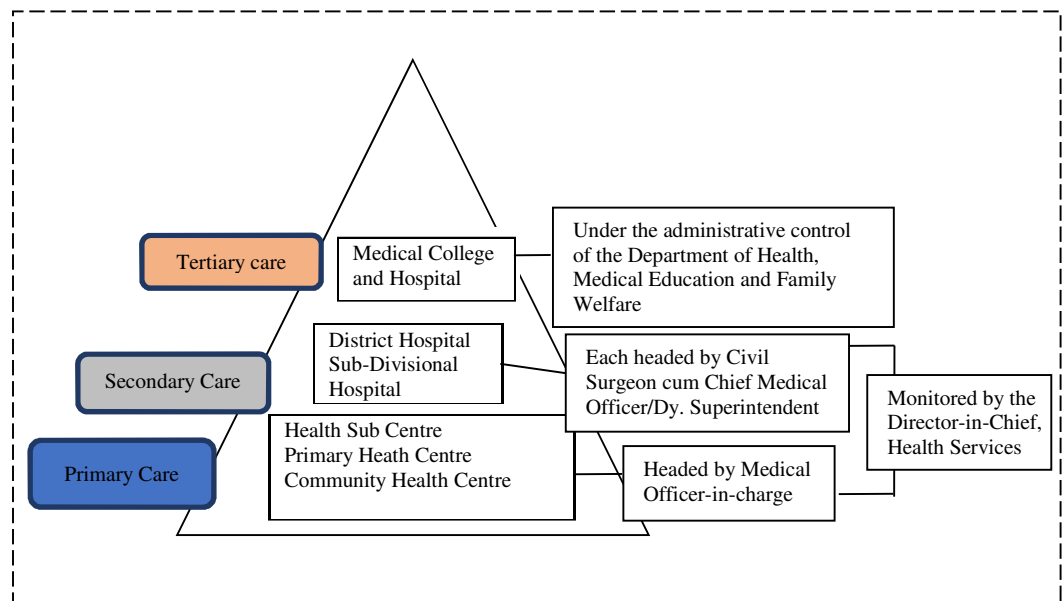 Tertiary care
Medical College
and Hospital
Under the administrative control
of the Department of Health,
Medical Education and Family
Welfare
Secondary Care
District Hospital
Sub-Divisional
Hospital
Each headed by Civil
Surgeon cum Chief Medical
Officer/Dy. Superintendent
Monitored by the
Director-in-Chief,
Health Services
Primary Care
Health Sub Centre
Primary Heath Centre
Community Health Centre
Headed by Medical
Officer-in-charge